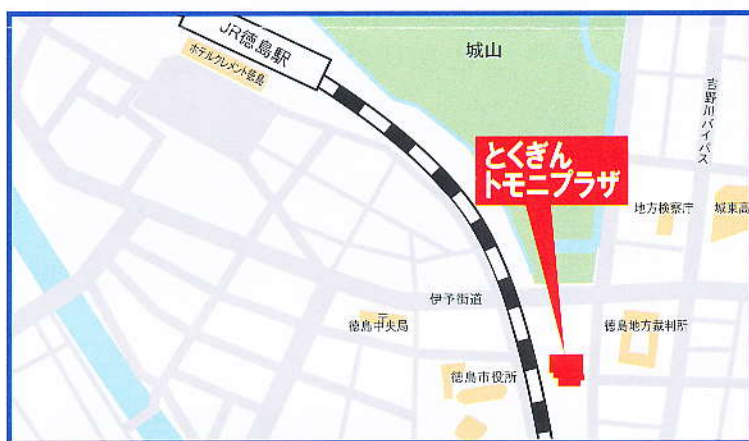 JR徳島駅
ホテルクレメント徳島
城山
吉野川バイパス
とくぎん
トモニプラザ
地方検察庁
城東高
伊予街道
徳島中央局
徳島地方裁判所
徳島市役所